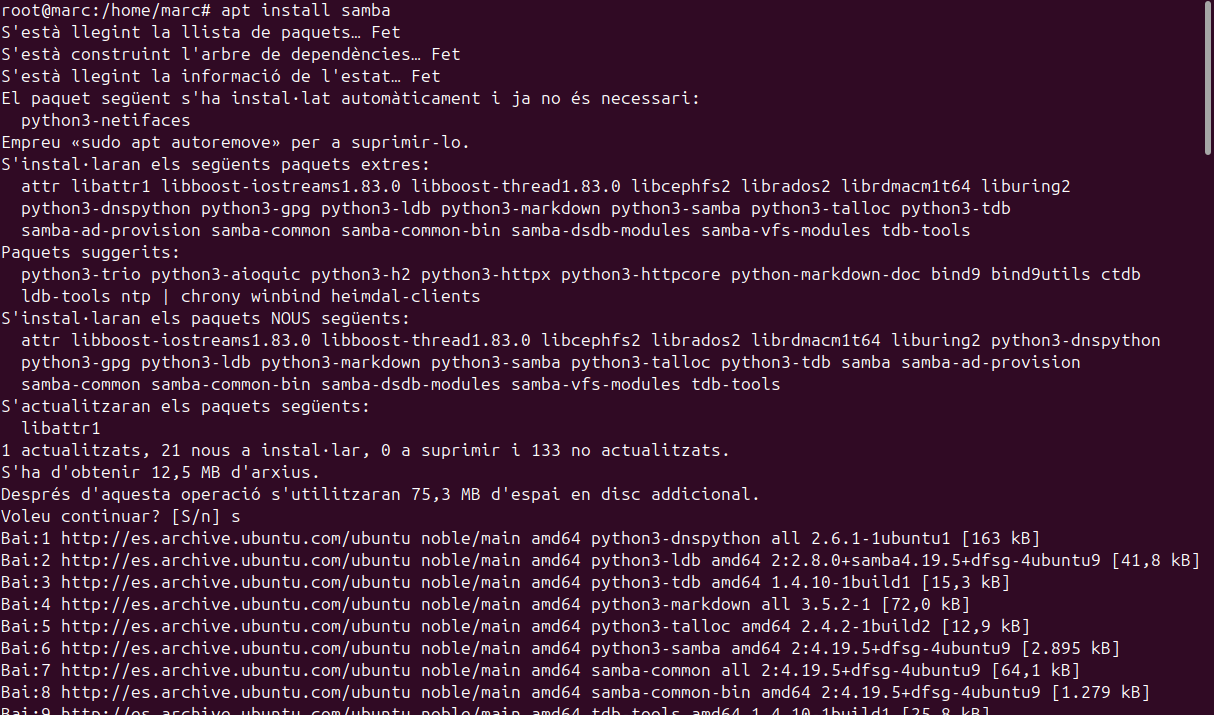 root@marc:/home/marc# apt install samba
S'està llegint la llista de paquets… Fet
S'està construint l'arbre de dependències… Fet
S'està llegint la informació de l'estat… Fet
El paquet següent s'ha instal·lat automàticament i ja no és necessari:
  python3-netifaces
Empreu «sudo apt autoremove» per a suprimir-lo.
S'instal·laran els següents paquets extres:
  attr libattr1 libboost-iostreams1.83.0 libboost-thread1.83.0 libcephfs2 librados2 librdmacm1t64 liburing2
  python3-dnspython python3-gpg python3-ldb python3-markdown python3-samba python3-talloc python3-tdb
  samba-ad-provision samba-common samba-common-bin samba-dsdb-modules samba-vfs-modules tdb-tools
Paquets suggerits:
  python3-trio python3-aioquic python3-h2 python3-httpx python3-httpcore python-markdown-doc bind9 bind9utils ctdb
  ldb-tools ntp | chrony winbind heimdal-clients
S'instal·laran els paquets NOUS següents:
  attr libboost-iostreams1.83.0 libboost-thread1.83.0 libcephfs2 librados2 librdmacm1t64 liburing2 python3-dnspython
  python3-gpg python3-ldb python3-markdown python3-samba python3-talloc python3-tdb samba samba-ad-provision
  samba-common samba-common-bin samba-dsdb-modules samba-vfs-modules tdb-tools
S'actualitzaran els paquets següents:
  libattr1
1 actualitzats, 21 nous a instal·lar, 0 a suprimir i 133 no actualitzats.
S'ha d'obtenir 12,5 MB d'arxius.
Després d'aquesta operació s'utilitzaran 75,3 MB d'espai en disc addicional.
Voleu continuar? [S/n] s
Bai:1 http://es.archive.ubuntu.com/ubuntu noble/main amd64 python3-dnspython all 2.6.1-1ubuntu1 [163 kB]
Bai:2 http://es.archive.ubuntu.com/ubuntu noble/main amd64 python3-ldb amd64 2:2.8.0+samba4.19.5+dfsg-4ubuntu9 [41,8 kB]
Bai:3 http://es.archive.ubuntu.com/ubuntu noble/main amd64 python3-tdb amd64 1.4.10-1build1 [15,3 kB]
Bai:4 http://es.archive.ubuntu.com/ubuntu noble/main amd64 python3-markdown all 3.5.2-1 [72,0 kB]
Bai:5 http://es.archive.ubuntu.com/ubuntu noble/main amd64 python3-talloc amd64 2.4.2-1build2 [12,9 kB]
Bai:6 http://es.archive.ubuntu.com/ubuntu noble/main amd64 python3-samba amd64 2:4.19.5+dfsg-4ubuntu9 [2.895 kB]
Bai:7 http://es.archive.ubuntu.com/ubuntu noble/main amd64 samba-common all 2:4.19.5+dfsg-4ubuntu9 [64,1 kB]
Bai:8 http://es.archive.ubuntu.com/ubuntu noble/main amd64 samba-common-bin amd64 2:4.19.5+dfsg-4ubuntu9 [1.279 kB]
Bai:9 http://es.archive.ubuntu.com/ubuntu noble/main amd64 tdb-tools amd64 1.4.10-1build1 [25,8 kB]